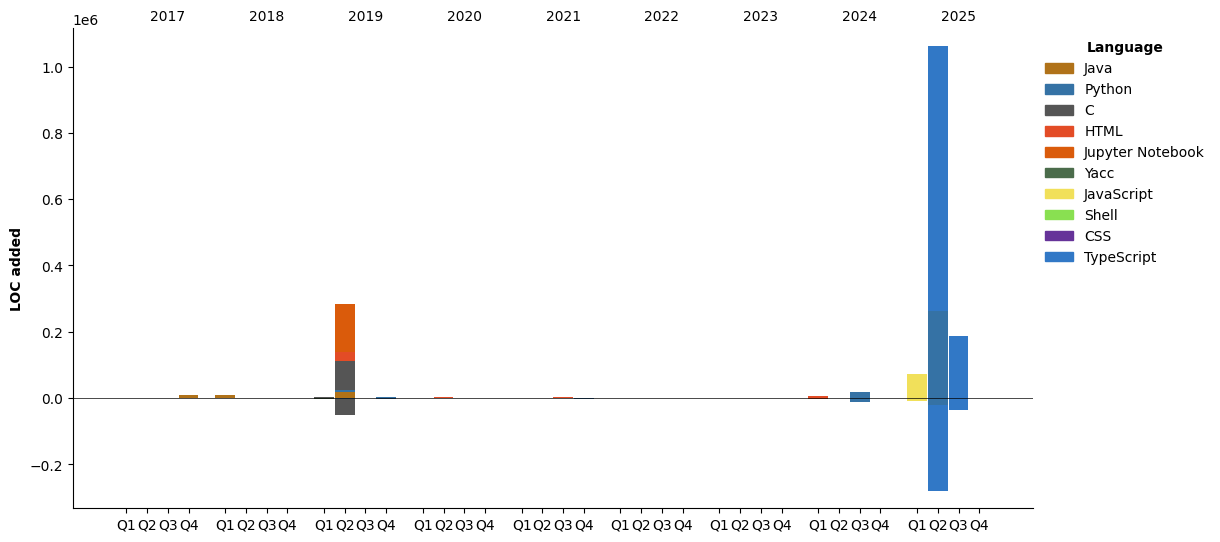 1e6
2017 2018 2019 2020 2021 2022 2023 2024 2025
LOC added
1.0
0.8
0.6
0.4
0.2
0.0
−0.2
Q1 Q2 Q3 Q4 Q1 Q2 Q3 Q4 Q1 Q2 Q3 Q4 Q1 Q2 Q3 Q4 Q1 Q2 Q3 Q4 Q1 Q2 Q3 Q4 Q1 Q2 Q3 Q4 Q1 Q2 Q3 Q4 Q1 Q2 Q3 Q4
Language
Java
Python
C
HTML
Jupyter Notebook
Yacc
JavaScript
Shell
CSS
TypeScript